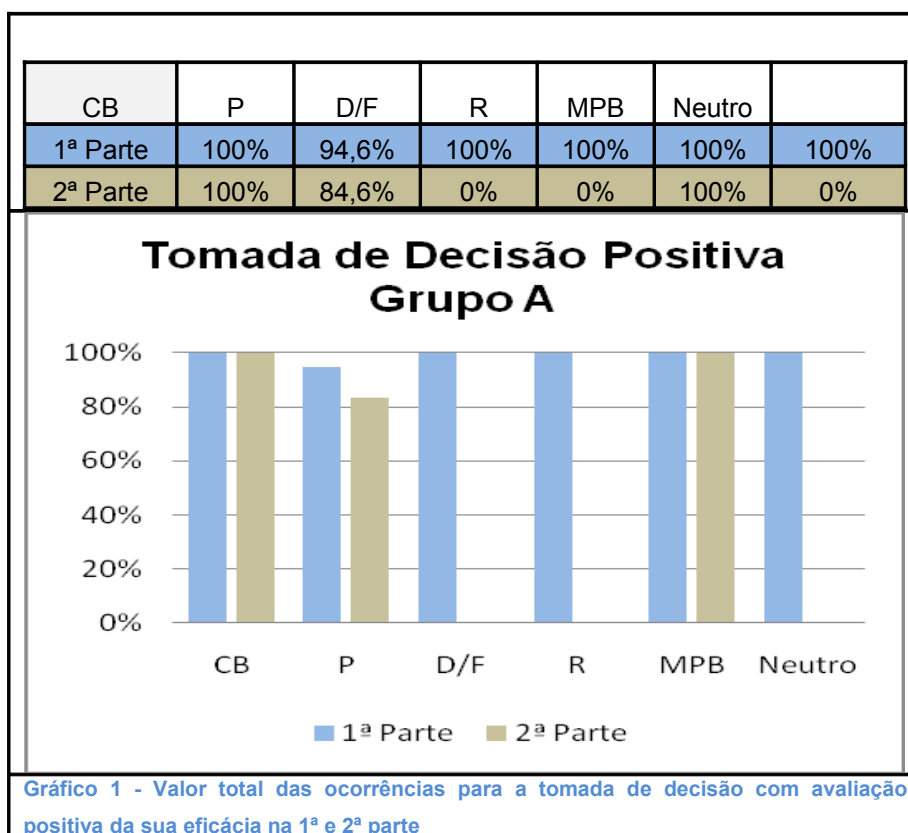 CB P D/F R MPB Neutro
1ª Parte 100% 94,6% 100% 100% 100% 100%
2ª Parte 100% 84,6% 0% 0% 100% 0%
Tomada de Decisão Positiva
Grupo A
100%
80%
60%
40%
20%
0%
CB P D/F R MPB Neutro
1ª Parte 2ª Parte
Gráfico 1 - Valor total das ocorrências para a tomada de decisão com avaliação
positiva da sua eficácia na 1ª e 2ª parte